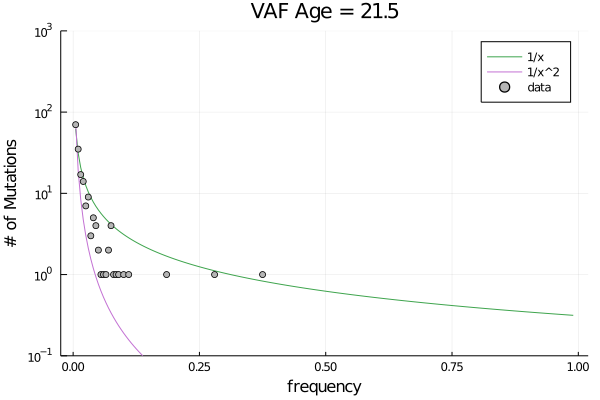 VAF Age = 21.5
10^3
10^2
10^1
10^0
10^-1
# of Mutations
1/x
1/x^2
data
0.00 0.25 0.50 0.75 1.00
frequency